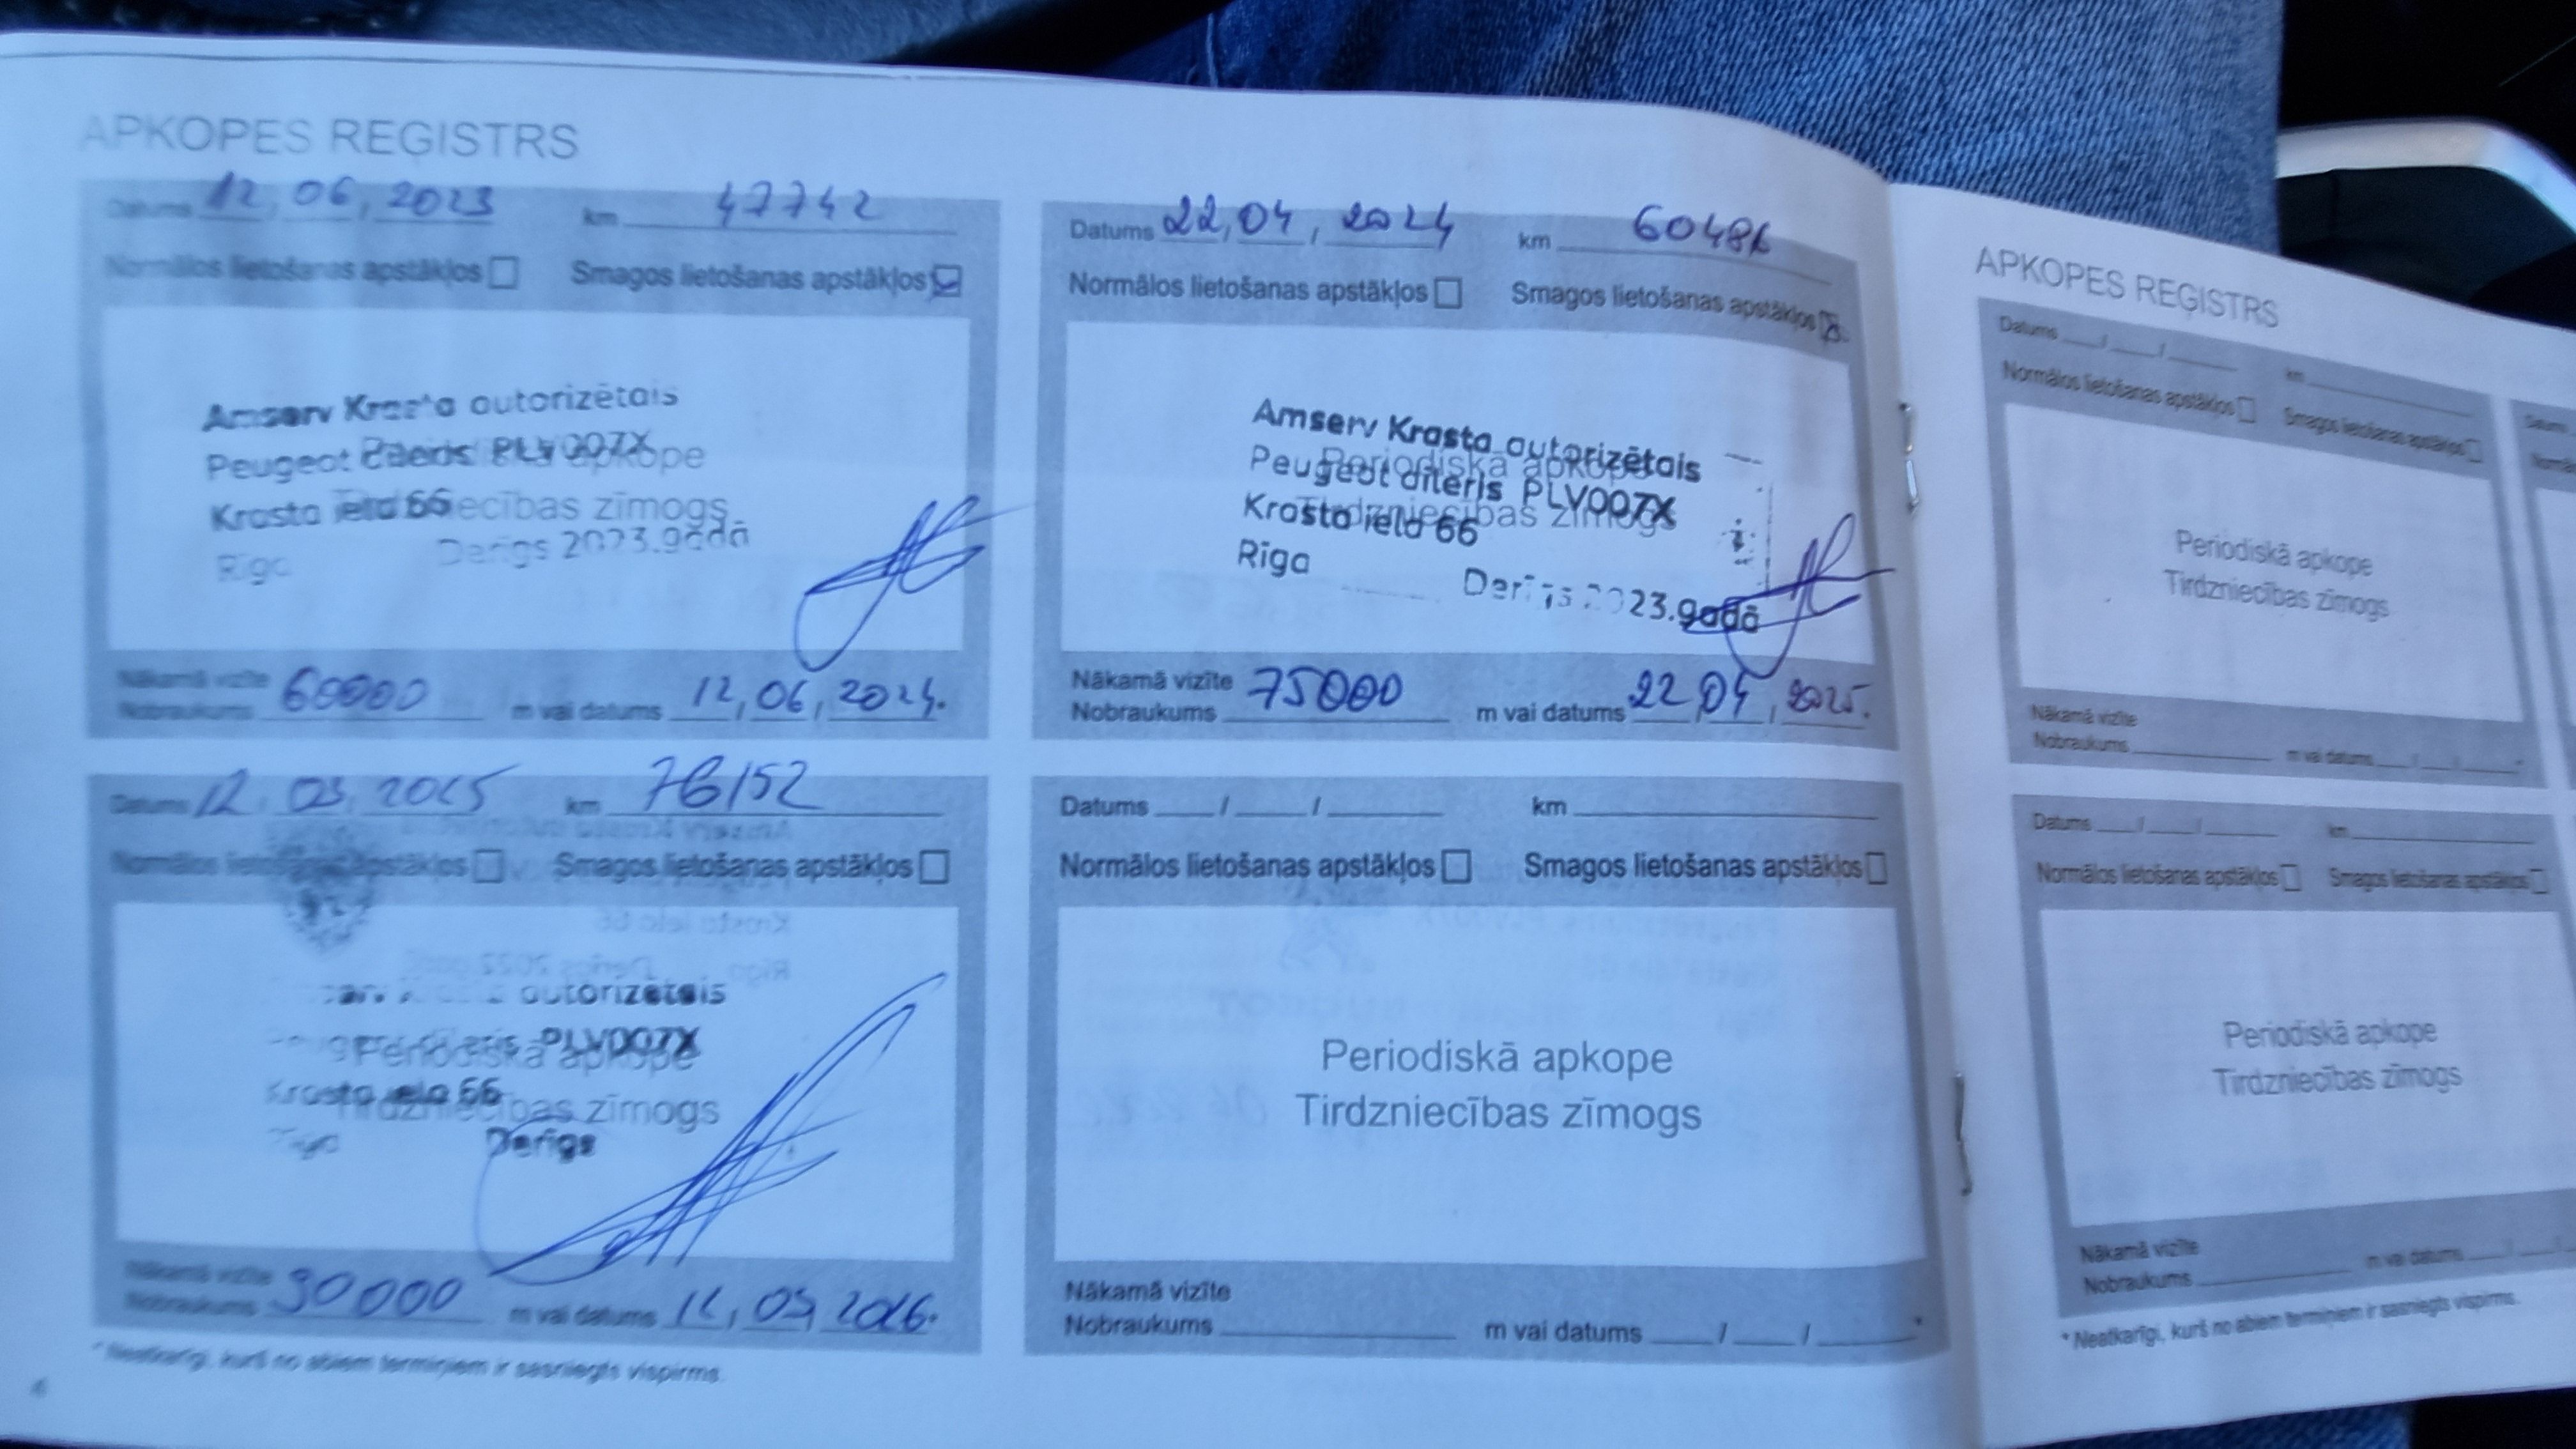 APKOPES REĢISTRS
Datums 12, 06, 2023 km 47742
Normālos lietošanas apstākļos Smagos lietošanas apstākļos
Amserv Krasta autorizētais
Peugeot dīleris PLV007X
Periodiskā apkope
Krasta iela 66
Tirdzniecības zīmogs
Rīga Derīgs 2023.gadā
Nākamā vizīte
Nobraukums 60000 m vai datums 12, 06, 2024.
Datums 22, 04, 2024 km 60486
Normālos lietošanas apstākļos Smagos lietošanas apstākļos
Amserv Krasta autorizētais
Periodiskā apkope
Peugeot dīleris PLV007X
Krasta iela 66
Tirdzniecības zīmogs
Rīga Derīgs 2023.gadā
Nākamā vizīte
Nobraukums 75000 m vai datums 22, 04, 2025.
Datums 12. 03. 2025 km 76152
Normālos lietošanas apstākļos Smagos lietošanas apstākļos
autorizētais
Peugeot dīleris PLV007X
Periodiskā apkope
Krasta iela 66
Tirdzniecības zīmogs
Rīga Derīgs
Nākamā vizīte
Nobraukums 90000 m vai datums 12, 03, 2026.
Datums / / km
Normālos lietošanas apstākļos Smagos lietošanas apstākļos
Periodiskā apkope
Tirdzniecības zīmogs
Nākamā vizīte
Nobraukums m vai datums / / *
* Neatkarīgi, kurš no abiem termiņiem ir sasniegts vispirms.
APKOPES REĢISTRS
Datums / / km
Normālos lietošanas apstākļos Smagos lietošanas apstākļos
Periodiskā apkope
Tirdzniecības zīmogs
Nākamā vizīte
Nobraukums m vai datums / / *
Datums / / km
Normālos lietošanas apstākļos Smagos lietošanas apstākļos
Periodiskā apkope
Tirdzniecības zīmogs
Nākamā vizīte
Nobraukums m vai datums / /
* Neatkarīgi, kurš no abiem termiņiem ir sasniegts vispirms.